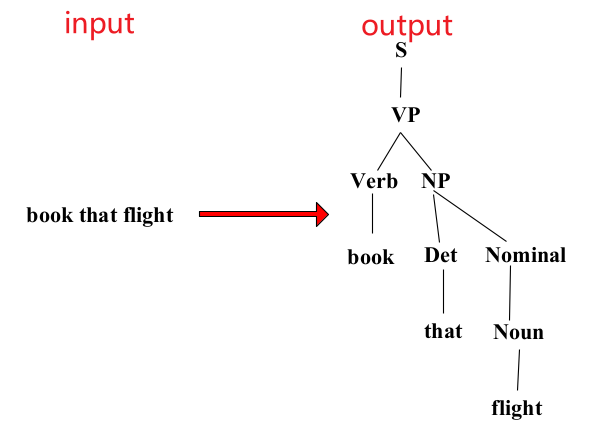 input
output
S
VP
Verb NP
book that flight
book Det Nominal
that Noun
flight